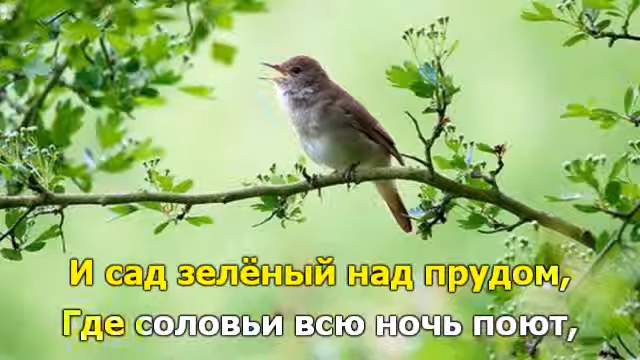 И сад зелёный над прудом,
Где соловьи всю ночь поют,